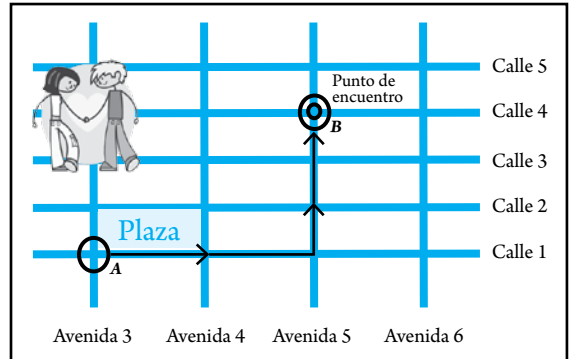 Calle 5
Punto de
encuentro
Calle 4
B
Calle 3
Calle 2
Plaza
Calle 1
A
Avenida 3
Avenida 4
Avenida 5
Avenida 6